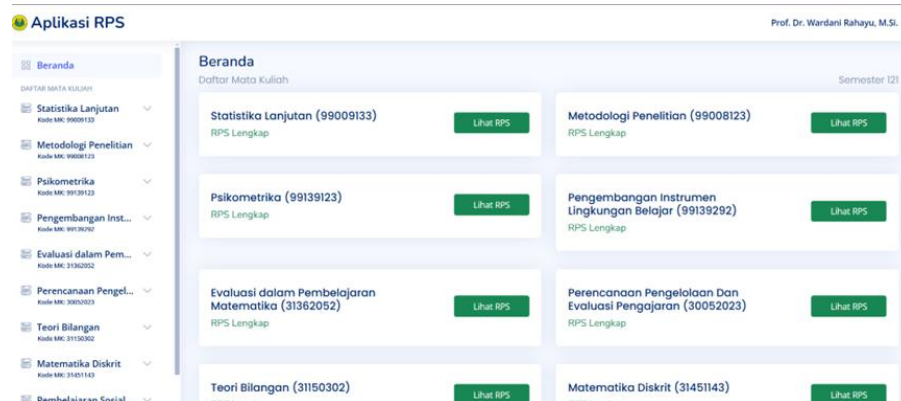 Aplikasi RPS
Prof. Dr. Wardani Rahayu, M.Si.
Beranda
DAFTAR MATA KULIAH
Statistika Lanjutan
Kode MK: 99009133
Metodologi Penelitian
Kode MK: 99008123
Psikometrika
Kode MK: 99139123
Pengembangan Inst...
Kode MK: 99139292
Evaluasi dalam Pem...
Kode MK: 31362052
Perencanaan Pengel...
Kode MK: 30052023
Teori Bilangan
Kode MK: 31150302
Matematika Diskrit
Kode MK: 31451143
Pembelajaran Sosial ...
Beranda
Daftar Mata Kuliah
Semester 121
Statistika Lanjutan (99009133)
RPS Lengkap
Lihat RPS
Metodologi Penelitian (99008123)
RPS Lengkap
Lihat RPS
Psikometrika (99139123)
RPS Lengkap
Lihat RPS
Pengembangan Instrumen
Lingkungan Belajar (99139292)
RPS Lengkap
Lihat RPS
Evaluasi dalam Pembelajaran
Matematika (31362052)
RPS Lengkap
Lihat RPS
Perencanaan Pengelolaan Dan
Evaluasi Pengajaran (30052023)
RPS Lengkap
Lihat RPS
Teori Bilangan (31150302)
Lihat RPS
Matematika Diskrit (31451143)
Lihat RPS